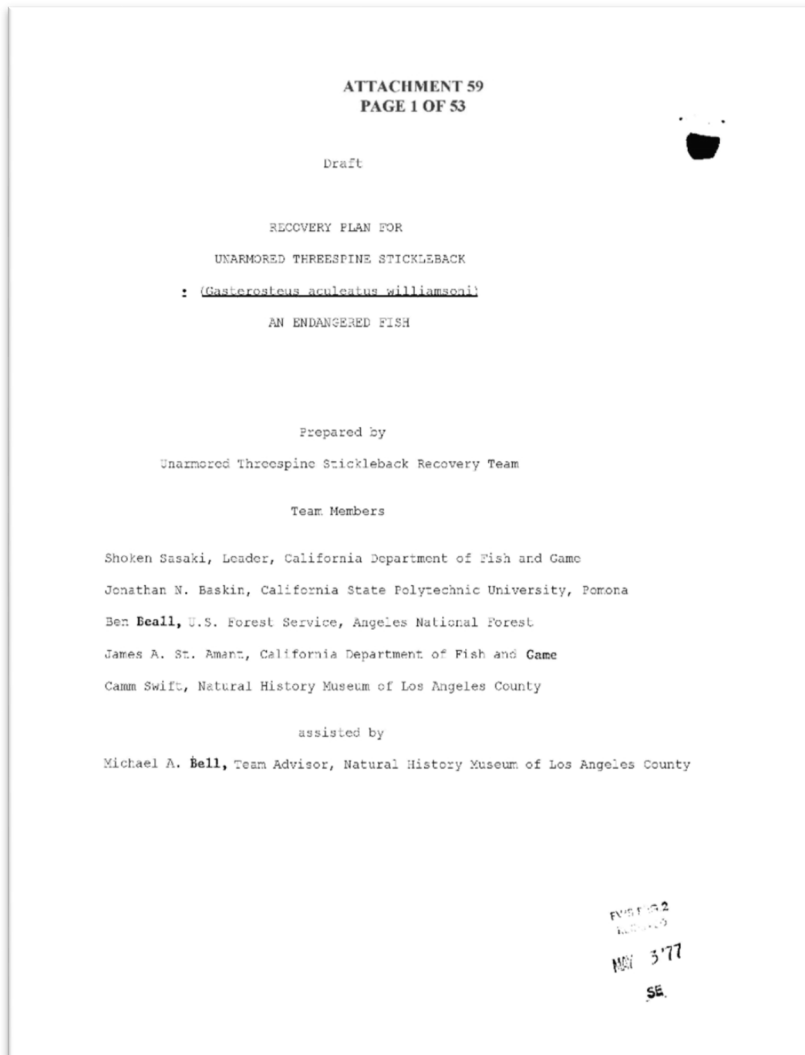 ATTACHMENT 59
PAGE 1 OF 53
Draft
RECOVERY PLAN FOR
UNARMORED THREESPINE STICKLEBACK
(Gasterosteus aculeatus williamsoni)
AN ENDANGERED FISH
Prepared by
Unarmored Threespine Stickleback Recovery Team
Team Members
Shoken Sasaki, Leader, California Department of Fish and Game
Jonathan N. Baskin, California State Polytechnic University, Pomona
Ben Beall, U.S. Forest Service, Angeles National Forest
James A. St. Amant, California Department of Fish and Game
Camm Swift, Natural History Museum of Los Angeles County
assisted by
Michael A. Bell, Team Advisor, Natural History Museum of Los Angeles County
MAY 3 '77
SE